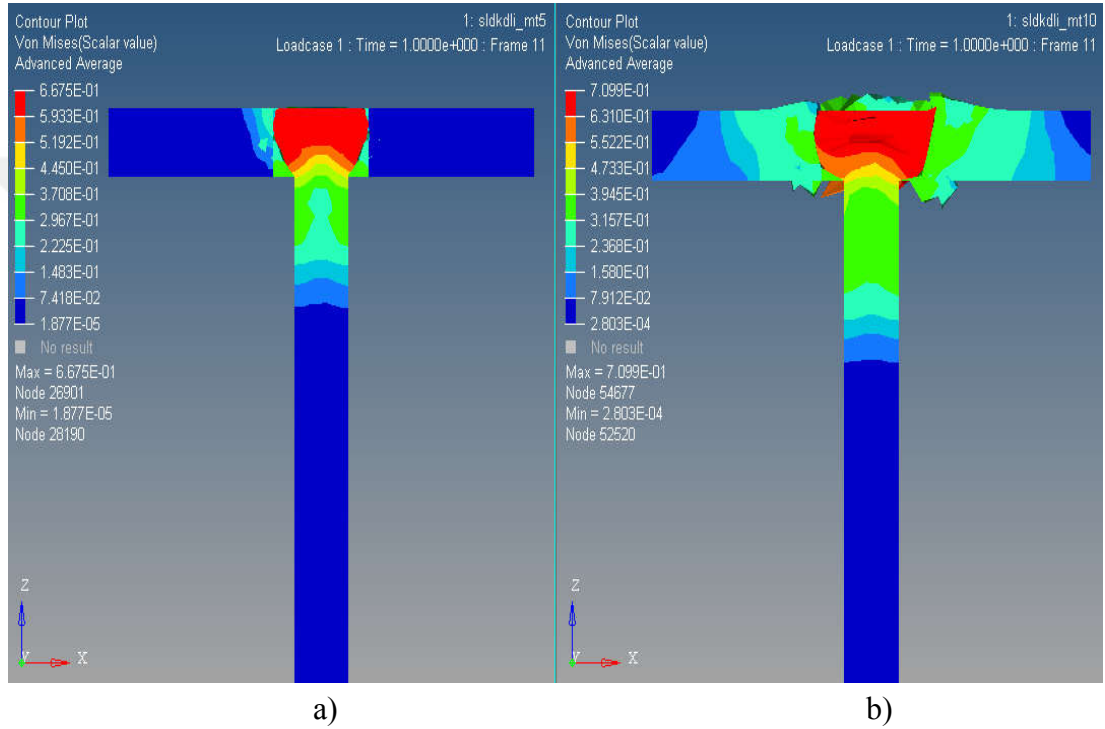 Contour Plot
Von Mises(Scalar value)
Advanced Average
1: sldkdli_mt5
Loadcase 1 : Time = 1.0000e+000 : Frame 11
6.675E-01
5.933E-01
5.192E-01
4.450E-01
3.708E-01
2.967E-01
2.225E-01
1.483E-01
7.418E-02
1.877E-05
No result
Max = 6.675E-01
Node 26901
Min = 1.877E-05
Node 28190
Z
Y
X
a)
Contour Plot
Von Mises(Scalar value)
Advanced Average
1: sldkdli_mt10
Loadcase 1 : Time = 1.0000e+000 : Frame 11
7.099E-01
6.310E-01
5.522E-01
4.733E-01
3.945E-01
3.157E-01
2.368E-01
1.580E-01
7.912E-02
2.803E-04
No result
Max = 7.099E-01
Node 54677
Min = 2.803E-04
Node 52520
Z
Y
X
b)